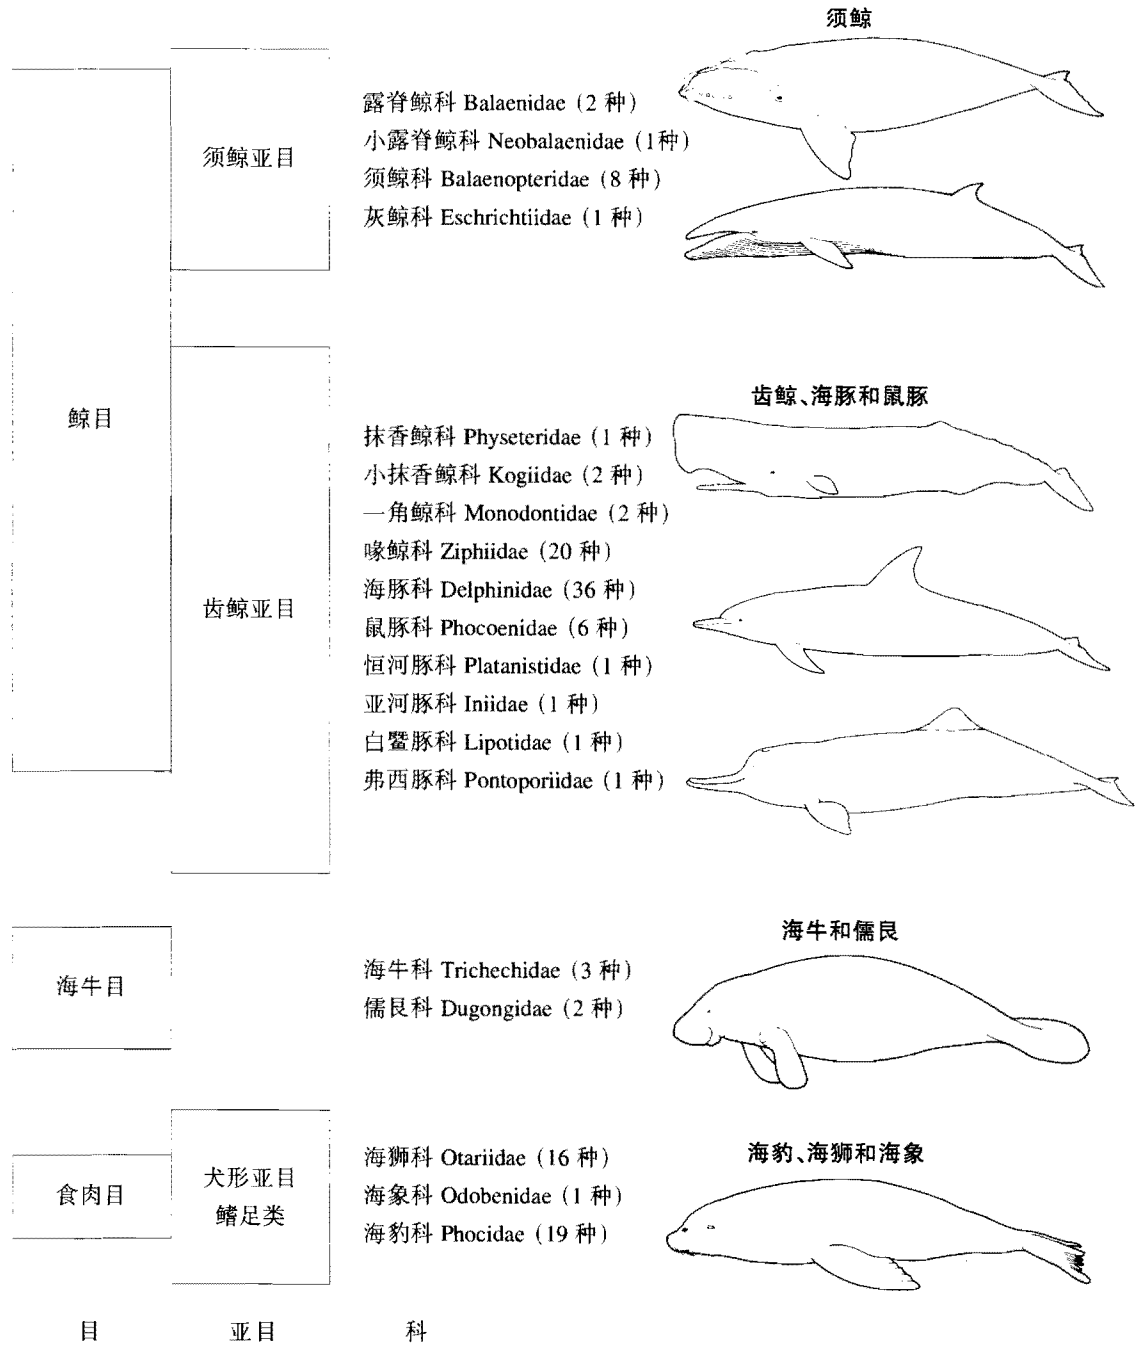 须鲸
露脊鲸科 Balaenidae（2 种）
小露脊鲸科 Neobalaenidae（1种）
须鲸亚目
须鲸科 Balaenopteridae（8 种）
灰鲸科 Eschrichtiidae（1 种）
齿鲸、海豚和鼠豚
鲸目
抹香鲸科 Physeteridae（1 种）
小抹香鲸科 Kogiidae（2 种）
一角鲸科 Monodontidae（2 种）
喙鲸科 Ziphiidae（20 种）
海豚科 Delphinidae（36 种）
齿鲸亚目
鼠豚科 Phocoenidae（6 种）
恒河豚科 Platanistidae（1 种）
亚河豚科 Iniidae（1 种）
白鳖豚科 Lipotidae（1 种）
弗西豚科 Pontoporiidae（1 种）
海牛和儒艮
海牛目
海牛科 Trichechidae（3 种）
儒艮科 Dugongidae（2 种）
海豹、海狮和海象
食肉目
犬形亚目
鳍足类
海狮科 Otariidae（16 种）
海象科 Odobenidae（1 种）
海豹科 Phocidae（19 种）
目 亚目 科